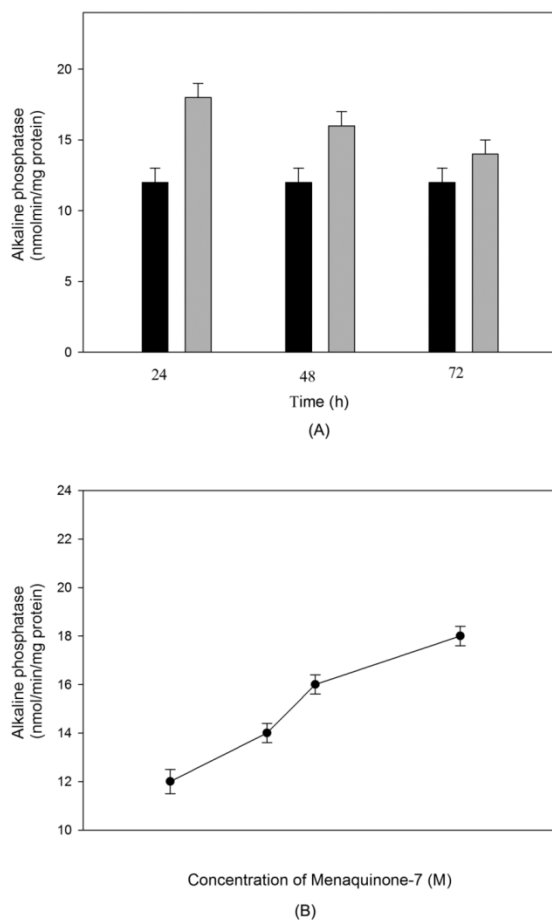 Alkaline phosphatase
(nmolmin/mg protein)
20
15
10
5
0
24 48 72
Time (h)
(A)
Alkaline phosphatase
(nmol/min/mg protein)
24
22
20
18
16
14
12
10
Concentration of Menaquinone-7 (M)
(B)